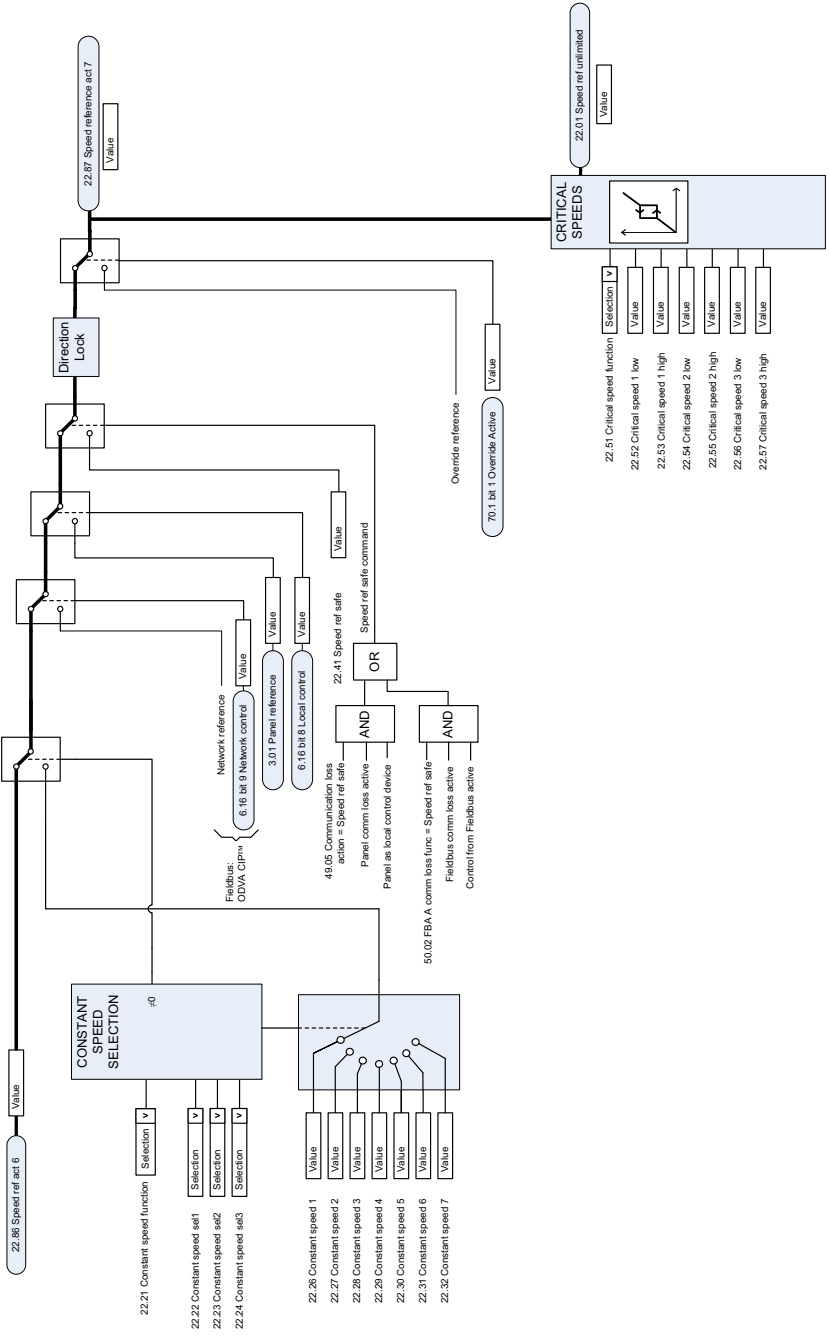 22.86 Speed ref act 6
Value
22.21 Constant speed function
Selection
v
22.22 Constant speed sel1
Selection
v
22.23 Constant speed sel2
Selection
v
22.24 Constant speed sel3
Selection
v
CONSTANT
SPEED
SELECTION
≠0
22.26 Constant speed 1
Value
22.27 Constant speed 2
Value
22.28 Constant speed 3
Value
22.29 Constant speed 4
Value
22.30 Constant speed 5
Value
22.31 Constant speed 6
Value
22.32 Constant speed 7
Value
Network reference
Fieldbus:
ODVA CIP™
6.16 bit 9 Network control
Value
3.01 Panel reference
Value
6.16 bit 8 Local control
Value
22.41 Speed ref safe
Value
49.05 Communication loss
action = Speed ref safe
Panel comm loss active
Panel as local control device
AND
50.02 FBA A comm loss func = Speed ref safe
Fieldbus comm loss active
Control from Fieldbus active
AND
OR
Speed ref safe command
Direction
Lock
Override reference
70.1 bit 1 Override Active
Value
22.87 Speed reference act 7
Value
22.51 Critical speed function
Selection
v
22.52 Critical speed 1 low
Value
22.53 Critical speed 1 high
Value
22.54 Critical speed 2 low
Value
22.55 Critical speed 2 high
Value
22.56 Critical speed 3 low
Value
22.57 Critical speed 3 high
Value
CRITICAL
SPEEDS
22.01 Speed ref unlimited
Value